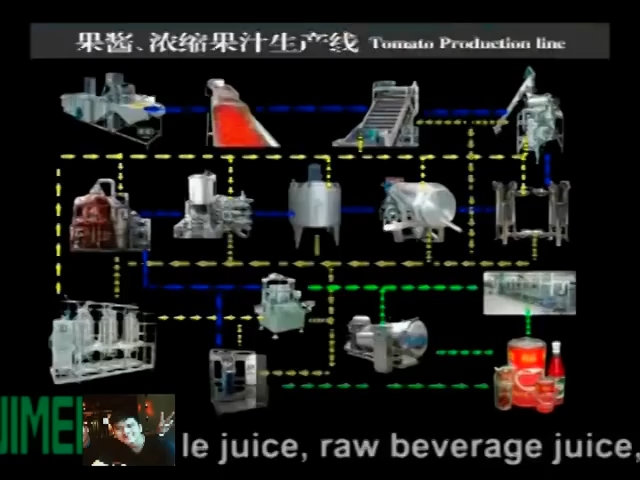 果酱、浓缩果汁生产线 Tomato Production line
JIMEI
le juice, raw beverage juice,